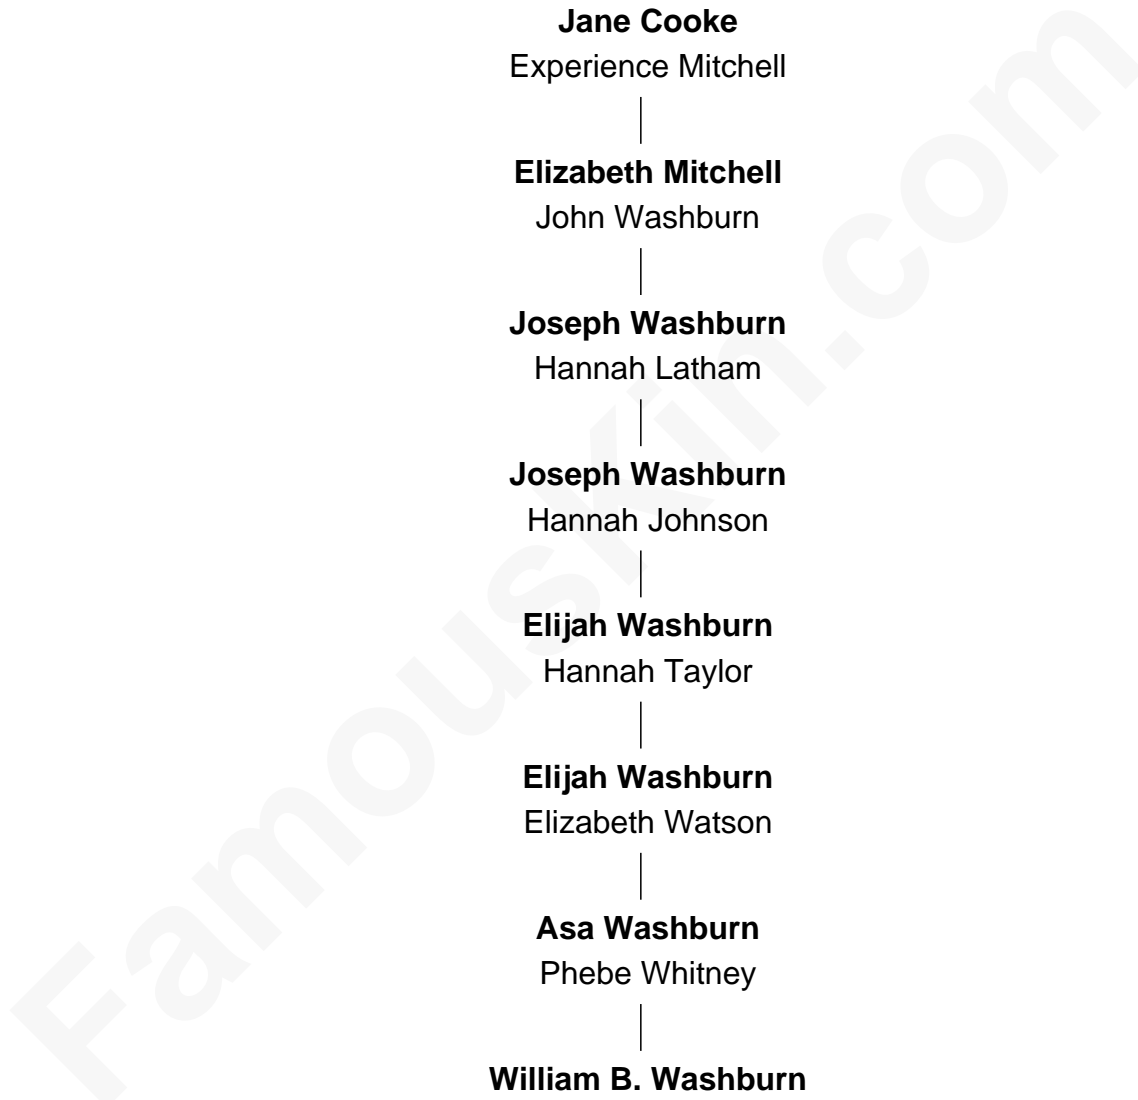 Jane Cooke
Experience Mitchell
Elizabeth Mitchell
John Washburn
Joseph Washburn
Hannah Latham
Joseph Washburn
Hannah Johnson
Elijah Washburn
Hannah Taylor
Elijah Washburn
Elizabeth Watson
Asa Washburn
Phebe Whitney
William B. Washburn
FamousKin.com